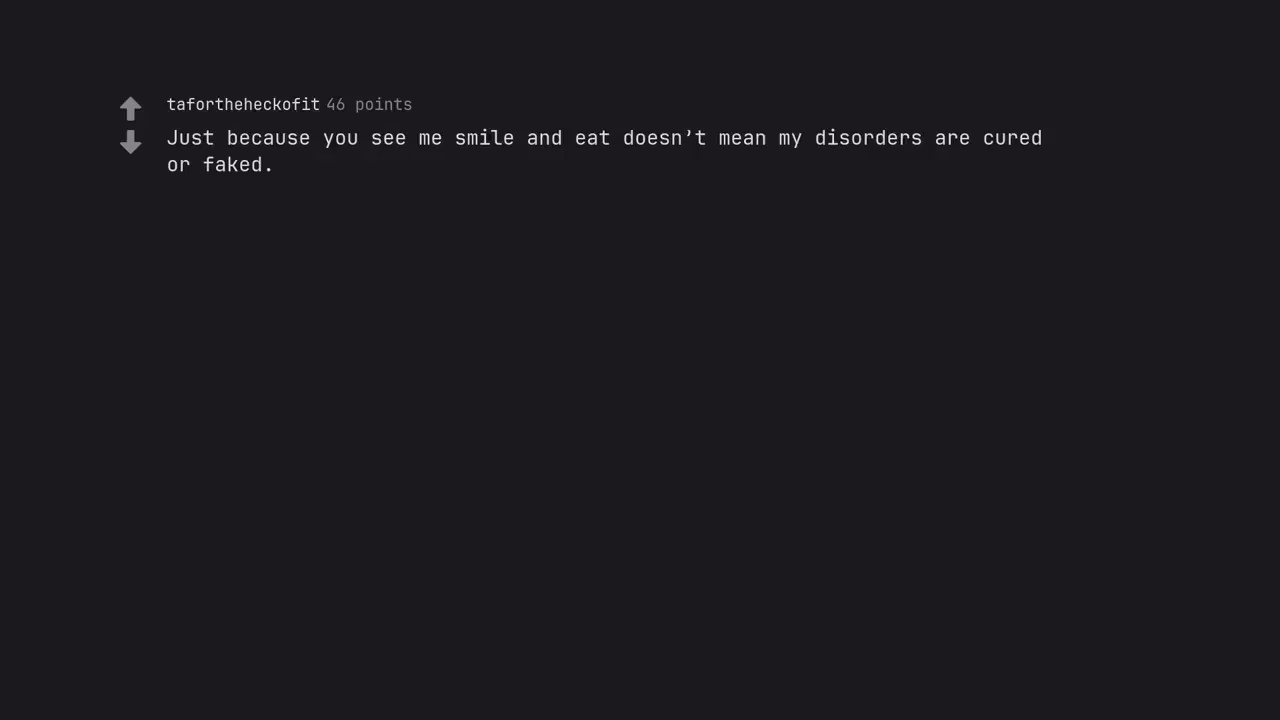 tafortheheckofit 46 points
Just because you see me smile and eat doesn’t mean my disorders are cured
or faked.